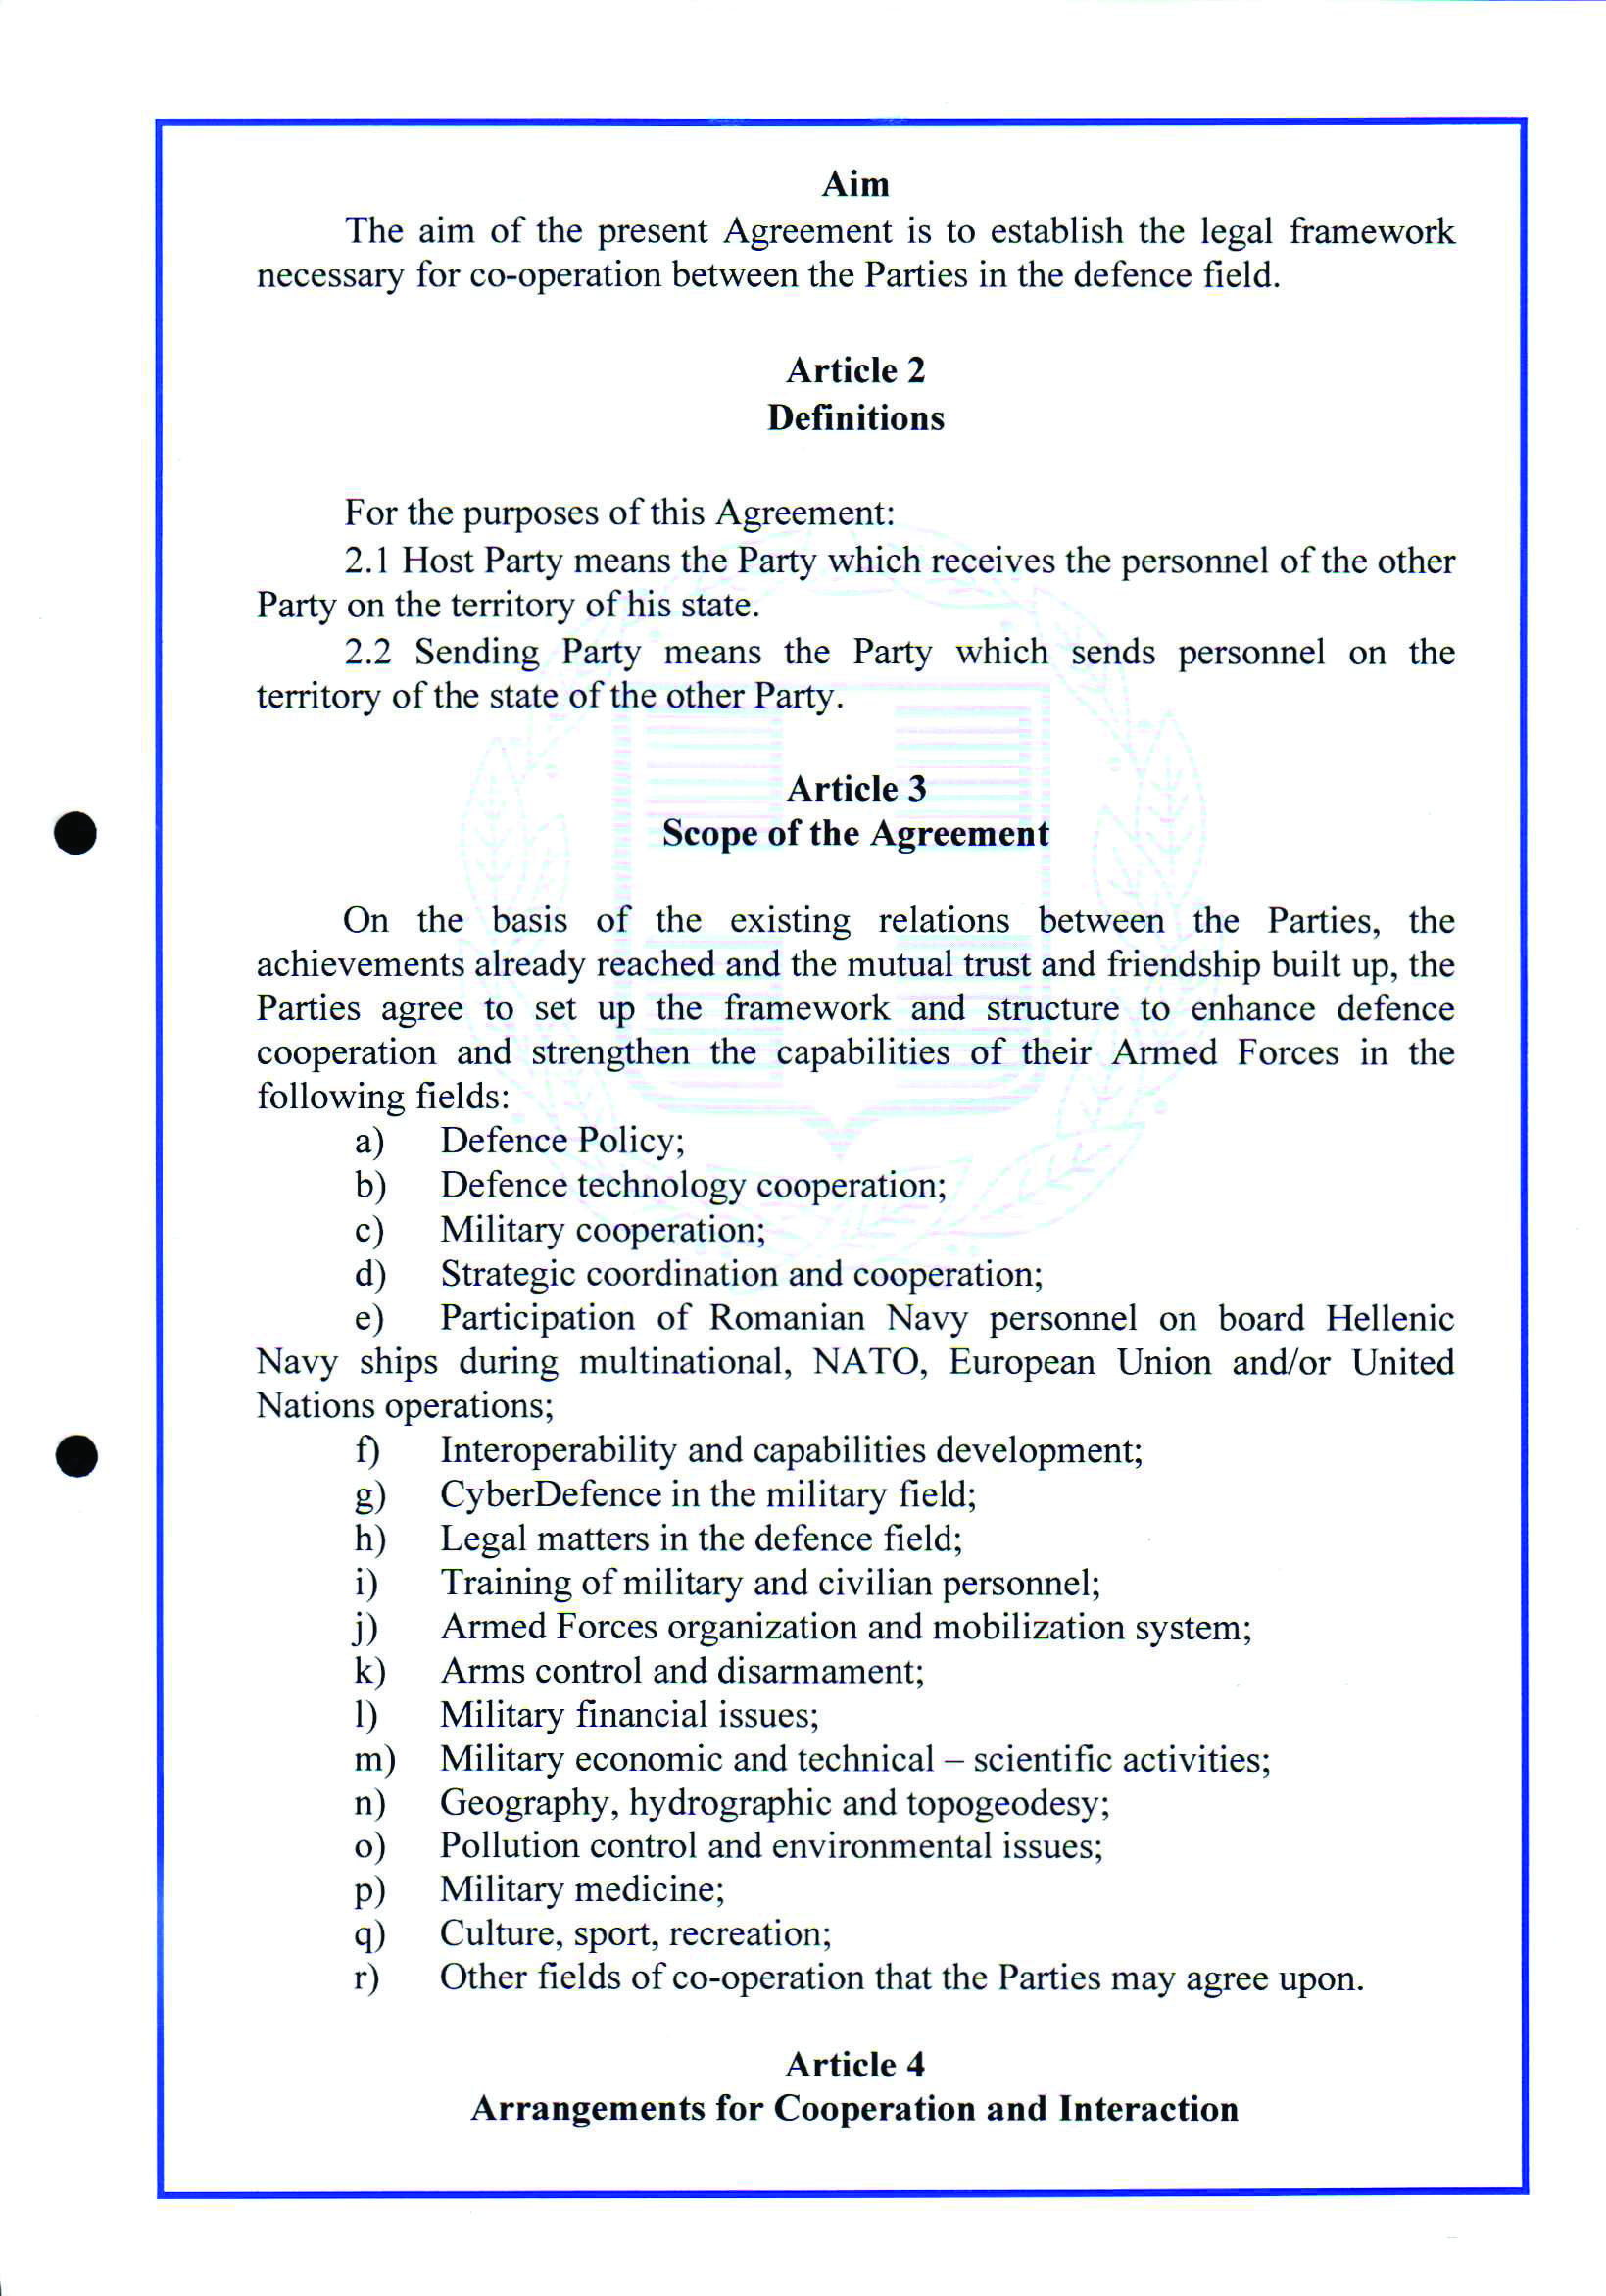 Aim
The aim of the present Agreement is to establish the legal framework
necessary for co-operation between the Parties in the defence field.
Article 2
Definitions
For the purposes of this Agreement:
2.1 Host Party means the Party which receives the personnel of the other
Party on the territory of his state.
2.2 Sending Party means the Party which sends personnel on the
territory of the state of the other Party.
Article 3
Scope of the Agreement
On the basis of the existing relations between the Parties, the
achievements already reached and the mutual trust and friendship built up, the
Parties agree to set up the framework and structure to enhance defence
cooperation and strengthen the capabilities of their Armed Forces in the
following fields:
a) Defence Policy;
b) Defence technology cooperation;
c) Military cooperation;
d) Strategic coordination and cooperation;
e) Participation of Romanian Navy personnel on board Hellenic
Navy ships during multinational, NATO, European Union and/or United
Nations operations;
f) Interoperability and capabilities development;
g) CyberDefence in the military field;
h) Legal matters in the defence field;
i) Training of military and civilian personnel;
j) Armed Forces organization and mobilization system;
k) Arms control and disarmament;
l) Military financial issues;
m) Military economic and technical – scientific activities;
n) Geography, hydrographic and topogeodesy;
o) Pollution control and environmental issues;
p) Military medicine;
q) Culture, sport, recreation;
r) Other fields of co-operation that the Parties may agree upon.
Article 4
Arrangements for Cooperation and Interaction